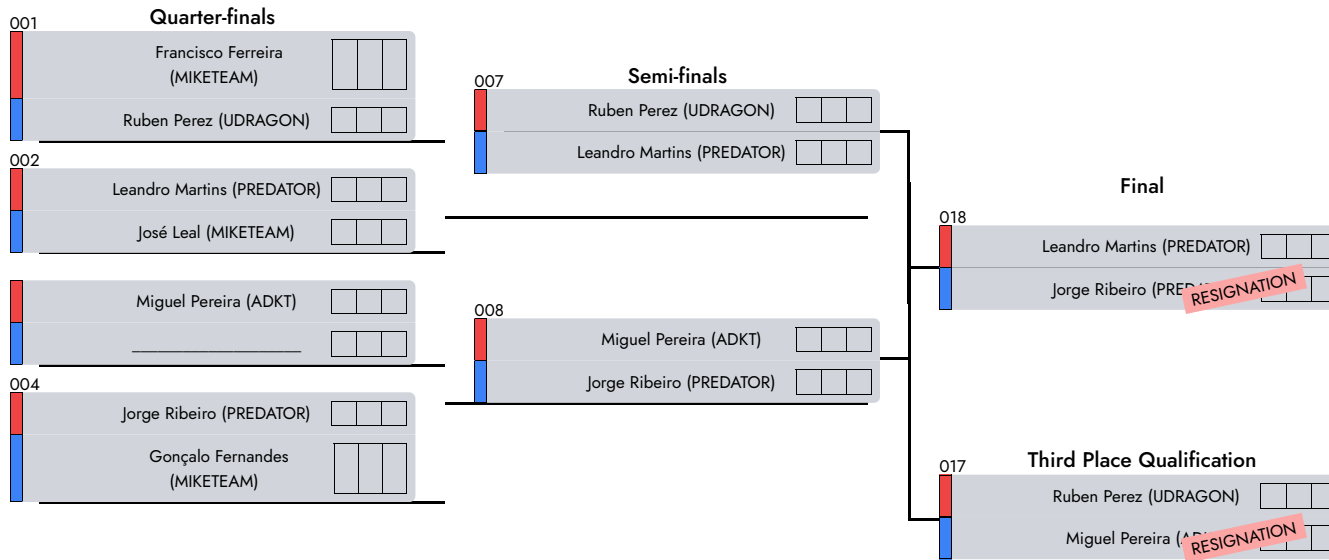 Quarter-finals
001
Francisco Ferreira
(MIKETEAM)
Ruben Perez (UDRAGON)
002
Leandro Martins (PREDATOR)
José Leal (MIKETEAM)
Miguel Pereira (ADKT)
____________________
004
Jorge Ribeiro (PREDATOR)
Gonçalo Fernandes
(MIKETEAM)
Semi-finals
007
Ruben Perez (UDRAGON)
Leandro Martins (PREDATOR)
008
Miguel Pereira (ADKT)
Jorge Ribeiro (PREDATOR)
Final
018
Leandro Martins (PREDATOR)
Jorge Ribeiro
RESIGNATION
Third Place Qualification
017
Ruben Perez (UDRAGON)
Miguel Pereira
RESIGNATION